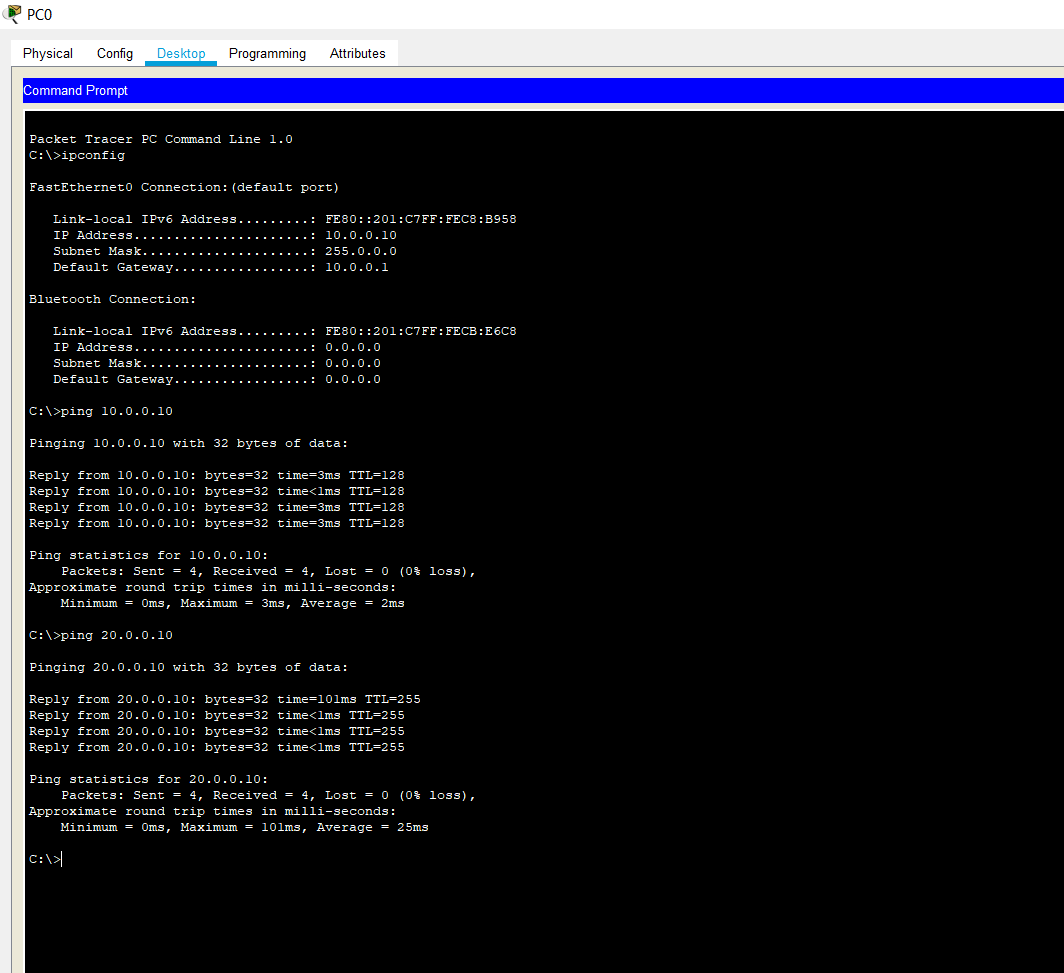 PC0
Physical Config Desktop Programming Attributes
Command Prompt
Packet Tracer PC Command Line 1.0
C:\>ipconfig
FastEthernet0 Connection:(default port)
Link-local IPv6 Address.........: FE80::201:C7FF:FEC8:B958
IP Address......................: 10.0.0.10
Subnet Mask.....................: 255.0.0.0
Default Gateway.................: 10.0.0.1
Bluetooth Connection:
Link-local IPv6 Address.........: FE80::201:C7FF:FECB:E6C8
IP Address......................: 0.0.0.0
Subnet Mask.....................: 0.0.0.0
Default Gateway.................: 0.0.0.0
C:\>ping 10.0.0.10
Pinging 10.0.0.10 with 32 bytes of data:
Reply from 10.0.0.10: bytes=32 time=3ms TTL=128
Reply from 10.0.0.10: bytes=32 time<1ms TTL=128
Reply from 10.0.0.10: bytes=32 time=3ms TTL=128
Reply from 10.0.0.10: bytes=32 time=3ms TTL=128
Ping statistics for 10.0.0.10:
Packets: Sent = 4, Received = 4, Lost = 0 (0% loss),
Approximate round trip times in milli-seconds:
Minimum = 0ms, Maximum = 3ms, Average = 2ms
C:\>ping 20.0.0.10
Pinging 20.0.0.10 with 32 bytes of data:
Reply from 20.0.0.10: bytes=32 time=101ms TTL=255
Reply from 20.0.0.10: bytes=32 time<1ms TTL=255
Reply from 20.0.0.10: bytes=32 time<1ms TTL=255
Reply from 20.0.0.10: bytes=32 time<1ms TTL=255
Ping statistics for 20.0.0.10:
Packets: Sent = 4, Received = 4, Lost = 0 (0% loss),
Approximate round trip times in milli-seconds:
Minimum = 0ms, Maximum = 101ms, Average = 25ms
C:\>